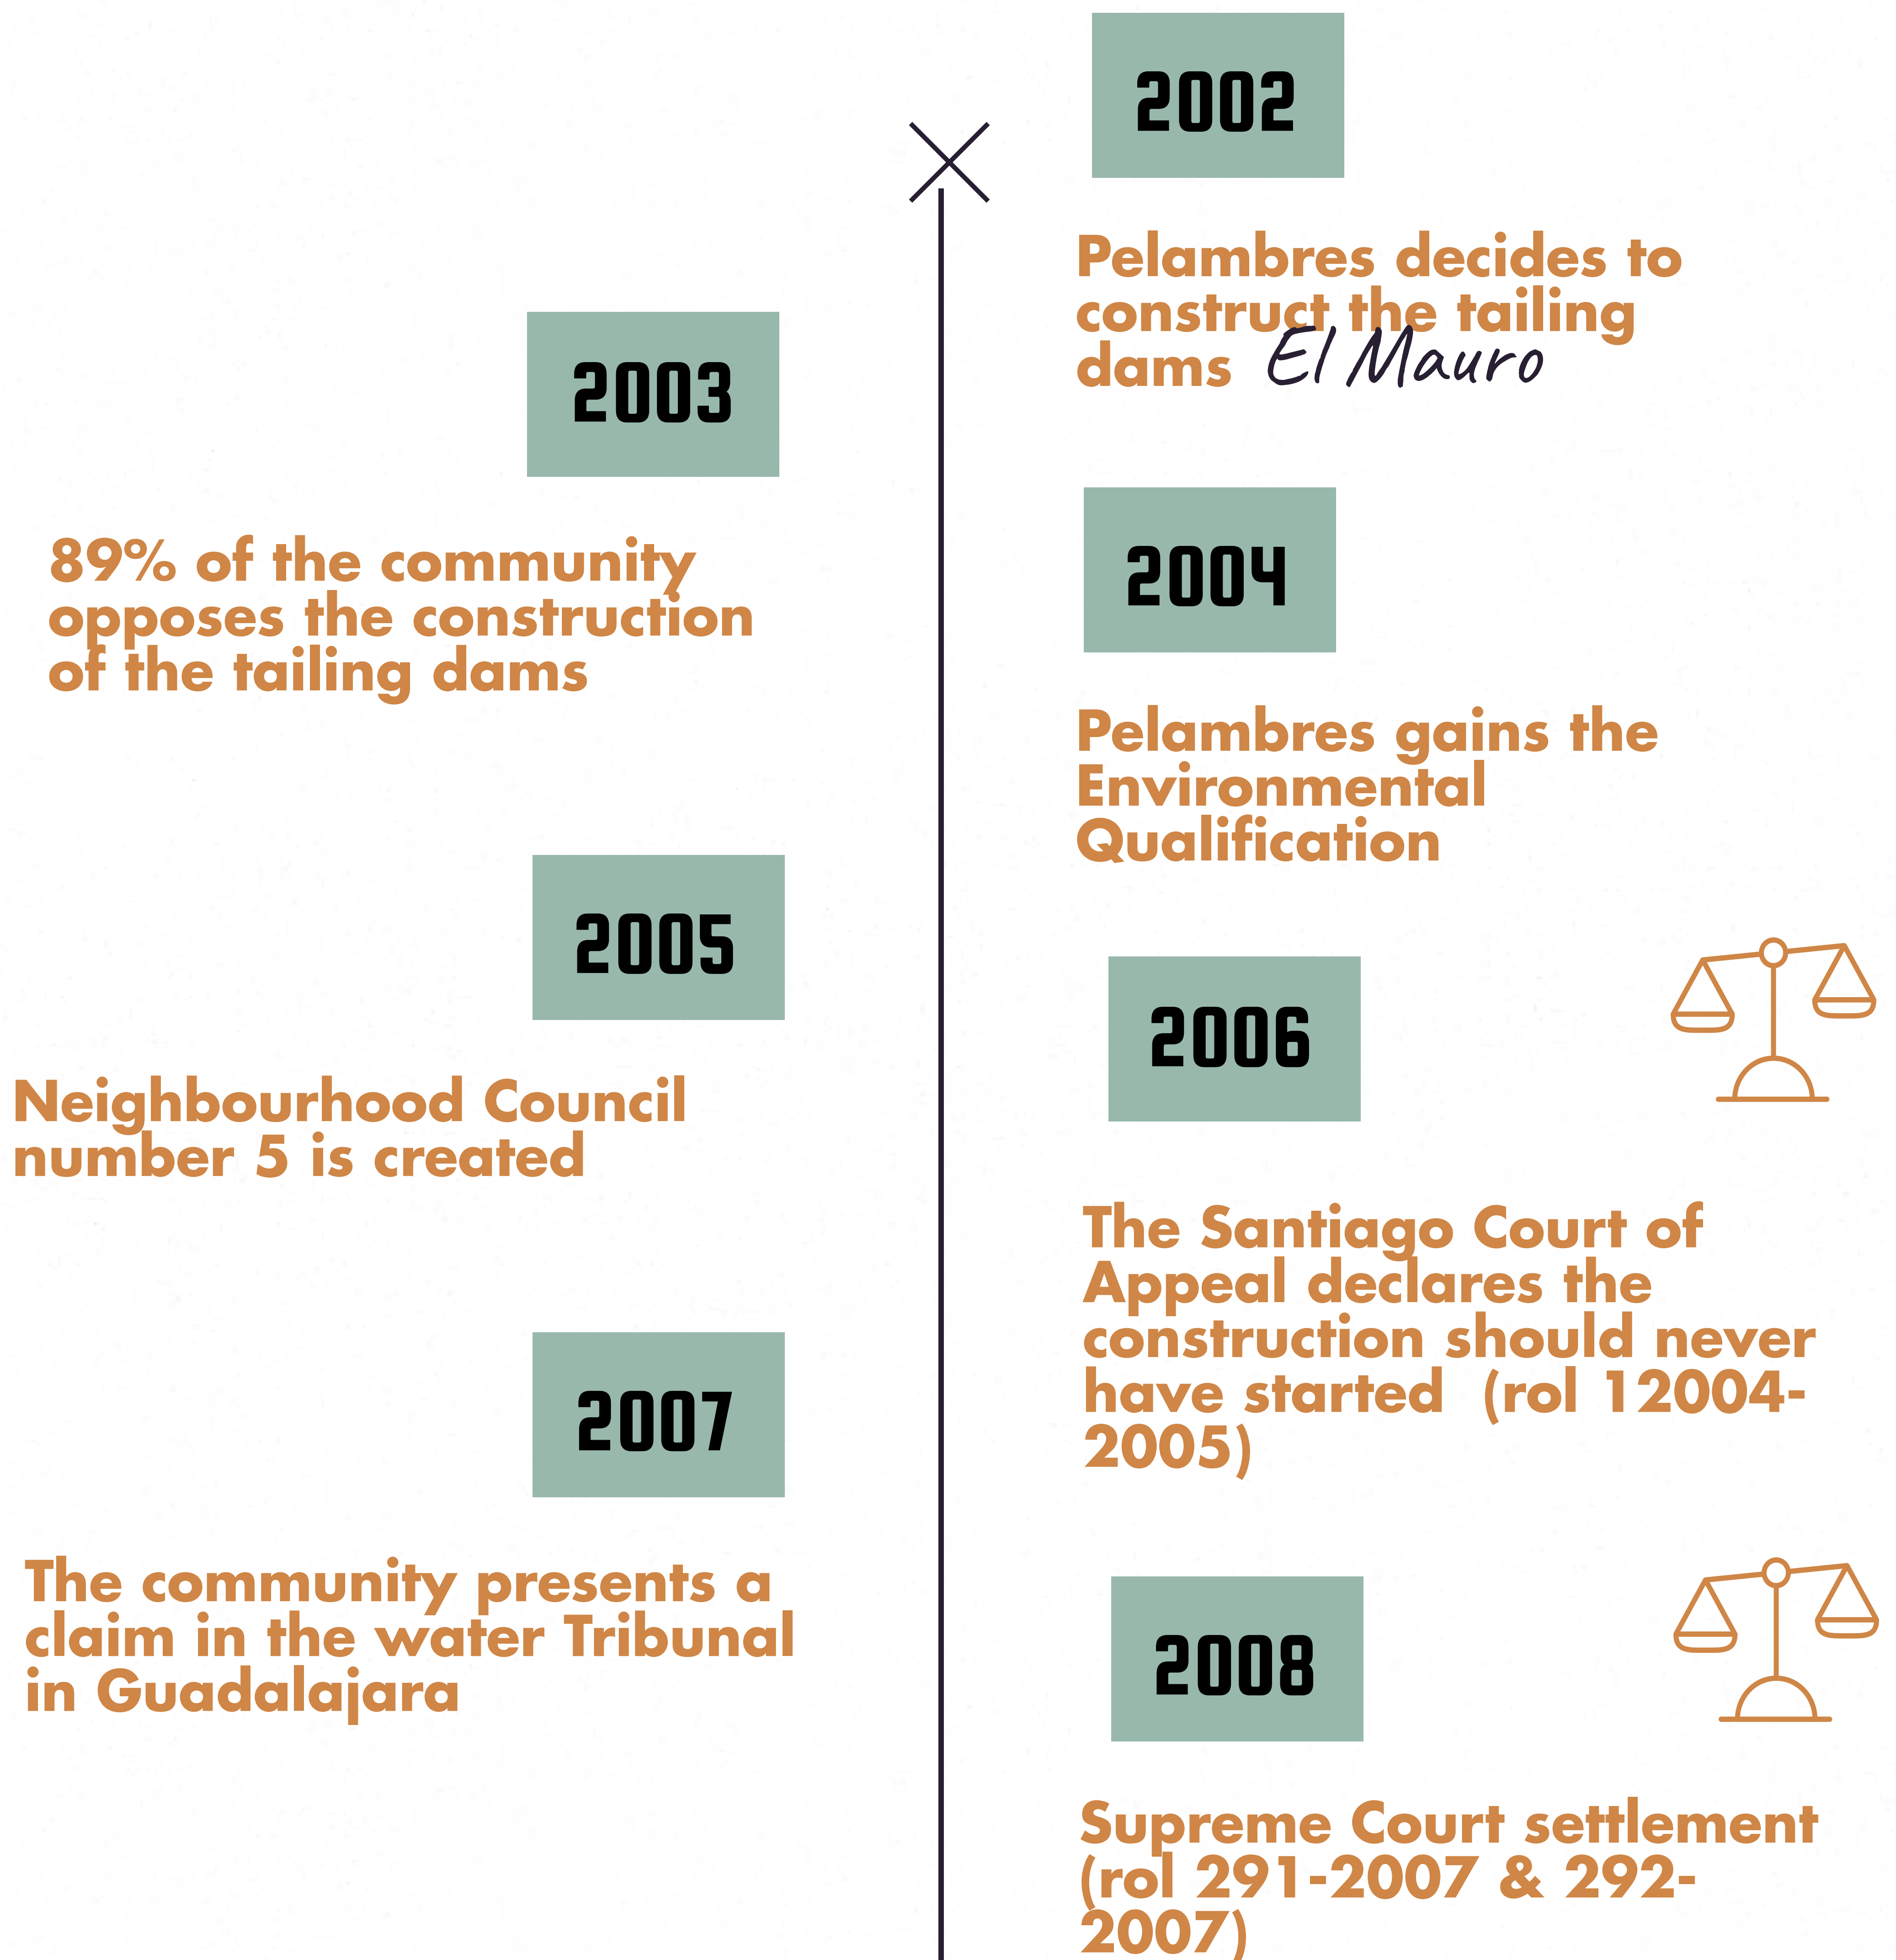 2002
Pelambres decides to
construct the tailing
dams El Mauro
2003
89% of the community
opposes the construction
of the tailing dams
2004
Pelambres gains the
Environmental
Qualification
2005
Neighbourhood Council
number 5 is created
2006
The Santiago Court of
Appeal declares the
construction should never
have started (rol 12004-
2005)
2007
The community presents a
claim in the water Tribunal
in Guadalajara
2008
Supreme Court settlement
(rol 291-2007 & 292-
2007)